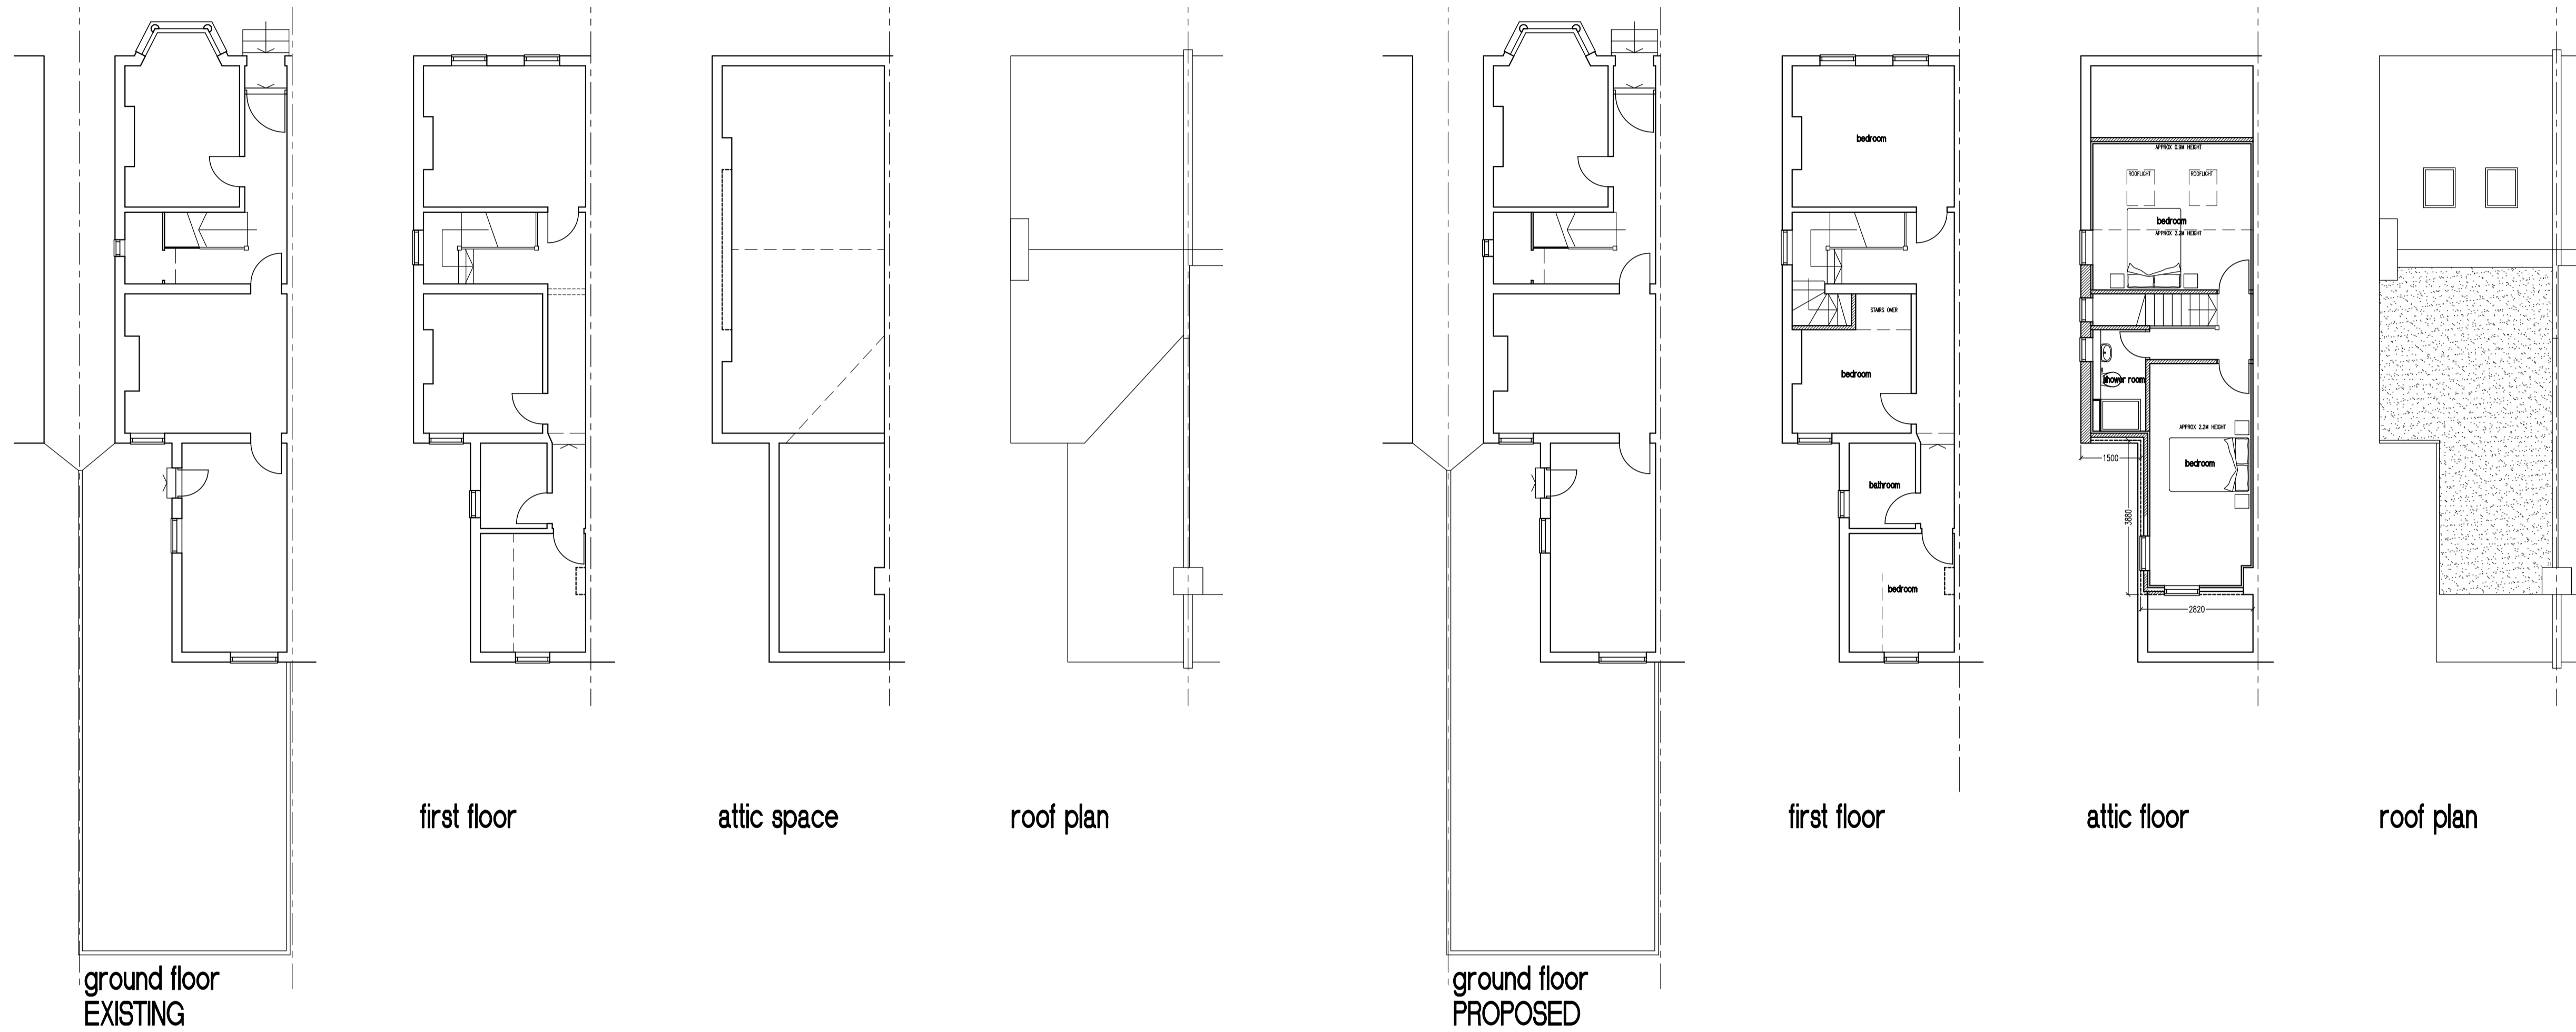 ground floor
EXISTING
first floor
attic space
roof plan
ground floor
PROPOSED
bedroom
STAIRS OVER
bedroom
bathroom
bedroom
first floor
APPROX 0.9M HEIGHT
ROOFLIGHT
ROOFLIGHT
bedroom
APPROX 2.2M HEIGHT
shower room
APPROX 2.2M HEIGHT
bedroom
1500
3880
2820
attic floor
roof plan